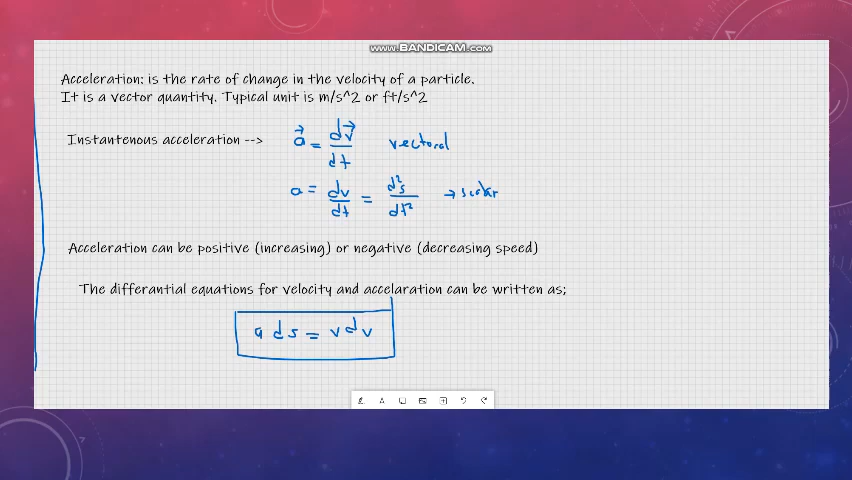 www.BANDICAM.com
Acceleration: is the rate of change in the velocity of a particle.
It is a vector quantity. Typical unit is m/s^2 or ft/s^2
Instantenous acceleration --> a⃗ = dv⃗/dt vectoral
a = dv/dt = d²s/dt² → scalar
Acceleration can be positive (increasing) or negative (decreasing speed)
The differantial equations for velocity and accelaration can be written as;
a ds = v dv